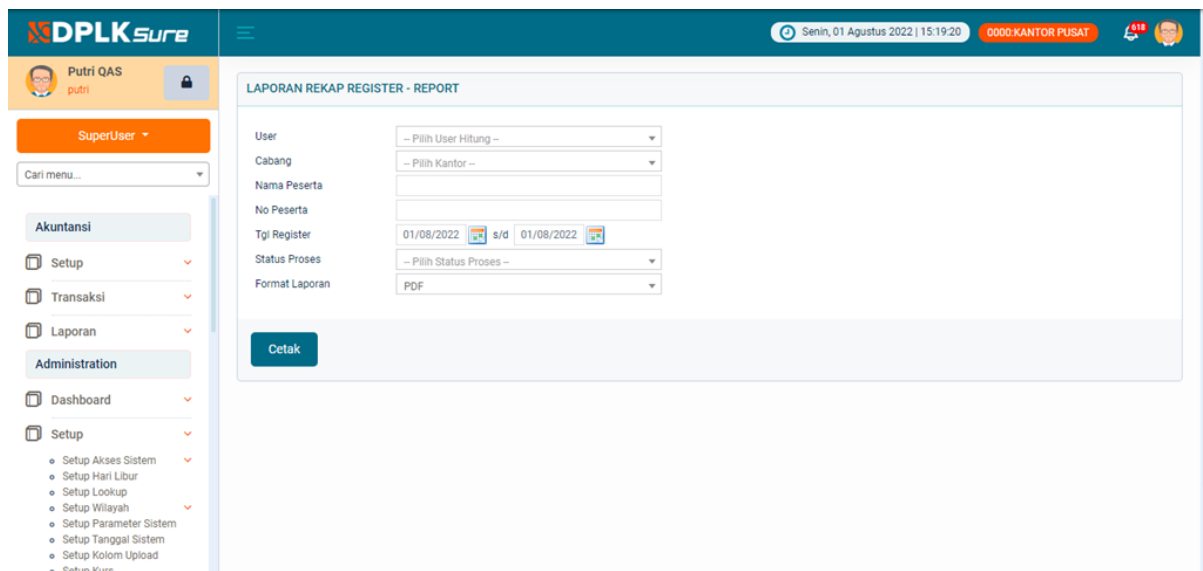 DPLKSure
Senin, 01 Agustus 2022 | 15:19:20
0000:KANTOR PUSAT
618
Putri QAS
putri
SuperUser
Cari menu...
Akuntansi
Setup
Transaksi
Laporan
Administration
Dashboard
Setup
Setup Akses Sistem
Setup Hari Libur
Setup Lookup
Setup Wilayah
Setup Parameter Sistem
Setup Tanggal Sistem
Setup Kolom Upload
Setup Kurs
LAPORAN REKAP REGISTER - REPORT
User -- Pilih User Hitung --
Cabang -- Pilih Kantor --
Nama Peserta
No Peserta
Tgl Register 01/08/2022 s/d 01/08/2022
Status Proses -- Pilih Status Proses --
Format Laporan PDF
Cetak